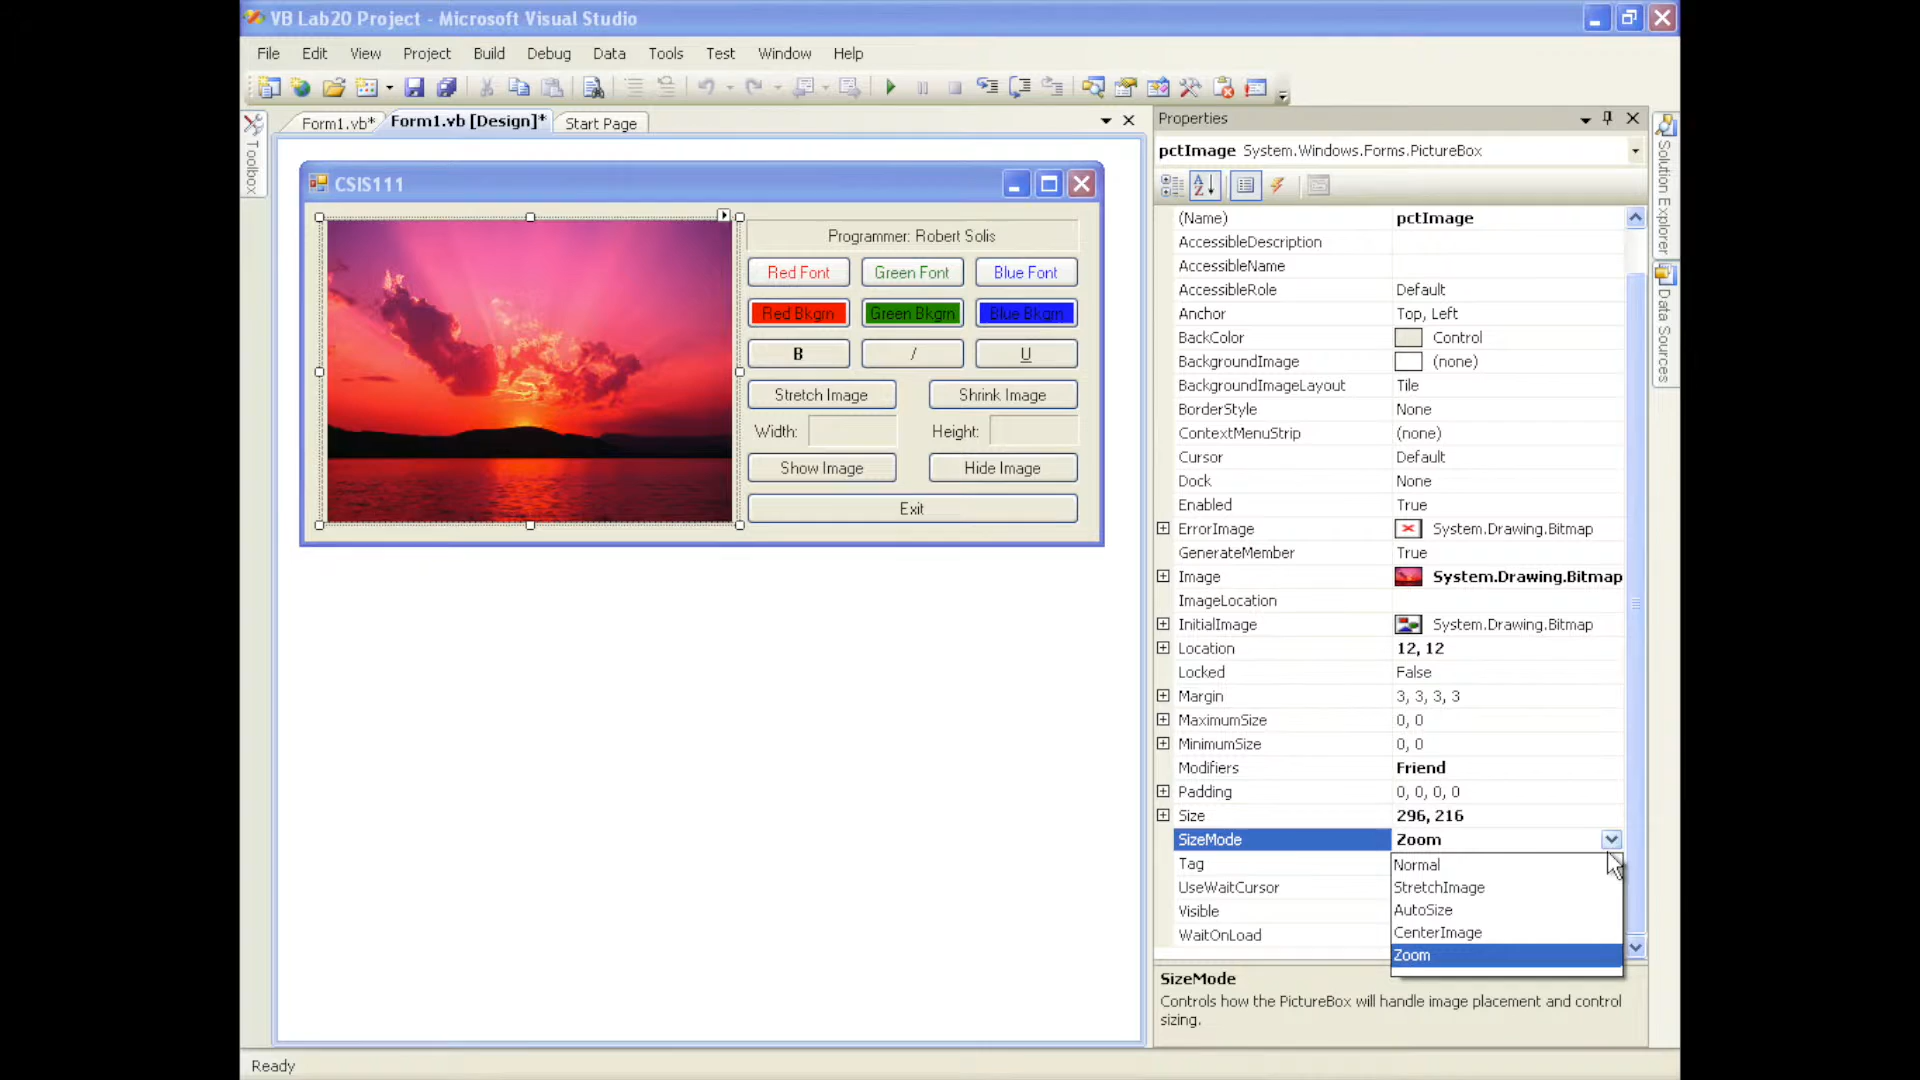 VB Lab20 Project - Microsoft Visual Studio
File Edit View Project Build Debug Data Tools Test Window Help
Form1.vb* Form1.vb [Design]* Start Page
Toolbox
CSIS111
Programmer: Robert Solis
Red Font Green Font Blue Font
Red Bkgrn Green Bkgrn Blue Bkgrn
B I U
Stretch Image Shrink Image
Width: Height:
Show Image Hide Image
Exit
Properties
pctImage System.Windows.Forms.PictureBox
(Name) pctImage
AccessibleDescription
AccessibleName
AccessibleRole Default
Anchor Top, Left
BackColor Control
BackgroundImage (none)
BackgroundImageLayout Tile
BorderStyle None
ContextMenuStrip (none)
Cursor Default
Dock None
Enabled True
ErrorImage System.Drawing.Bitmap
GenerateMember True
Image System.Drawing.Bitmap
ImageLocation
InitialImage System.Drawing.Bitmap
Location 12, 12
Locked False
Margin 3, 3, 3, 3
MaximumSize 0, 0
MinimumSize 0, 0
Modifiers Friend
Padding 0, 0, 0, 0
Size 296, 216
SizeMode Zoom
Tag
UseWaitCursor
Visible
WaitOnLoad
Normal
StretchImage
AutoSize
CenterImage
Zoom
SizeMode
Controls how the PictureBox will handle image placement and control
sizing.
Solution Explorer
Data Sources
Ready